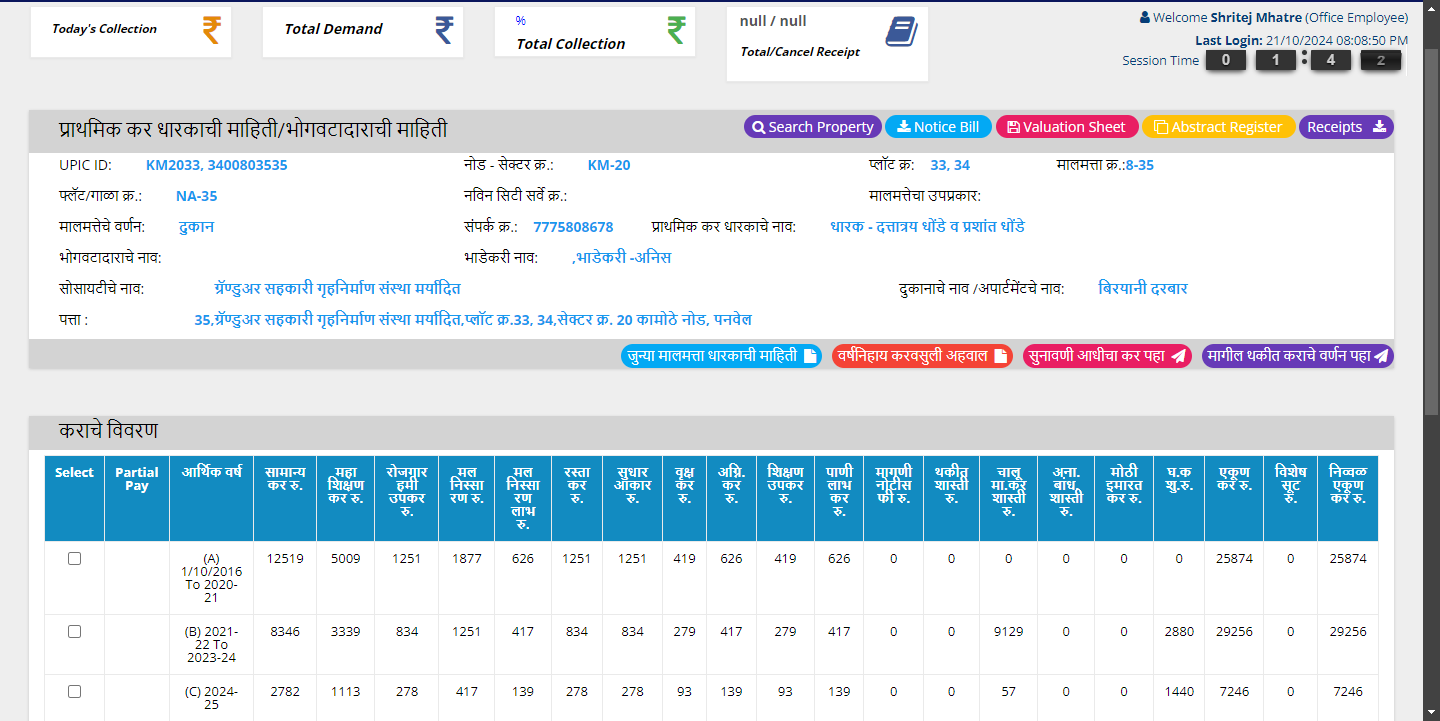 Today's Collection
Total Demand
%
Total Collection
null / null
Total/Cancel Receipt
Welcome Shritej Mhatre (Office Employee)
Last Login: 21/10/2024 08:08:50 PM
Session Time 0 1 : 4 2
प्राथमिक कर धारकाची माहिती/भोगवटादाराची माहिती
Search Property Notice Bill Valuation Sheet Abstract Register Receipts
UPIC ID: KM2033, 3400803535 नोड - सेक्टर क्र.: KM-20 प्लॉट क्र: 33, 34 मालमत्ता क्र.:8-35
फ्लॅट/गाळा क्र.: NA-35 नविन सिटी सर्वे क्र.: मालमत्तेचा उपप्रकार:
मालमत्तेचे वर्णन: दुकान संपर्क क्र.: 7775808678 प्राथमिक कर धारकाचे नाव: धारक - दत्तात्रय धोंडे व प्रशांत धोंडे
भोगवटादाराचे नाव: भाडेकरी नाव: ,भाडेकरी -अनिस
सोसायटीचे नाव: ग्रॅण्डुअर सहकारी गृहनिर्माण संस्था मर्यादित दुकानाचे नाव /अपार्टमेंटचे नाव: बिरयानी दरबार
पत्ता : 35,ग्रॅण्डुअर सहकारी गृहनिर्माण संस्था मर्यादित,प्लॉट क्र.33, 34,सेक्टर क्र. 20 कामोठे नोड, पनवेल
जुन्या मालमत्ता धारकाची माहिती वर्षनिहाय करवसुली अहवाल सुनावणी आधीचा कर पहा मागील थकीत कराचे वर्णन पहा
कराचे विवरण
Select Partial Pay आर्थिक वर्ष सामान्य कर रु. महा शिक्षण कर रु. रोजगार हमी उपकर रु. मल निस्सारण रु. मल निस्सारण लाभ रु. रस्ता कर रु. सुधार आकार रु. वृक्ष कर रु. अग्नि. कर रु. शिक्षण उपकर रु. पाणी लाभ कर रु. मागणी नोटीस फी रु. थकीत शास्ती रु. चालू मा.कर शास्ती रु. अना. बांध. शास्ती रु. मोठी इमारत कर रु. घ.क शु.रु. एकूण कर रु. विशेष सूट रु. निव्वळ एकूण कर रु.
(A) 1/10/2016 To 2020-21 12519 5009 1251 1877 626 1251 1251 419 626 419 626 0 0 0 0 0 0 25874 0 25874
(B) 2021-22 To 2023-24 8346 3339 834 1251 417 834 834 279 417 279 417 0 0 9129 0 0 2880 29256 0 29256
(C) 2024-25 2782 1113 278 417 139 278 278 93 139 93 139 0 0 57 0 0 1440 7246 0 7246